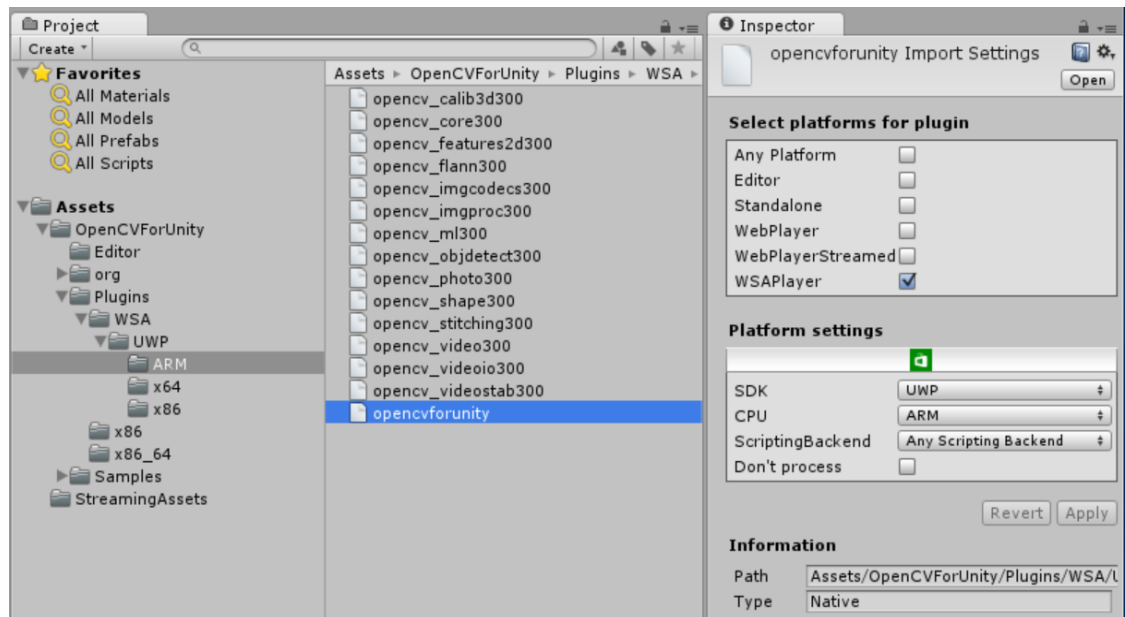 Project
Create
Favorites
All Materials
All Models
All Prefabs
All Scripts
Assets
OpenCVForUnity
Editor
org
Plugins
WSA
UWP
ARM
x64
x86
x86
x86_64
Samples
StreamingAssets
Assets OpenCVForUnity Plugins WSA
opencv_calib3d300
opencv_core300
opencv_features2d300
opencv_flann300
opencv_imgcodecs300
opencv_imgproc300
opencv_ml300
opencv_objdetect300
opencv_photo300
opencv_shape300
opencv_stitching300
opencv_video300
opencv_videoio300
opencv_videostab300
opencvforunity
Inspector
opencvforunity Import Settings
Open
Select platforms for plugin
Any Platform
Editor
Standalone
WebPlayer
WebPlayerStreamed
WSAPlayer
Platform settings
SDK UWP
CPU ARM
ScriptingBackend Any Scripting Backend
Don't process
Revert Apply
Information
Path Assets/OpenCVForUnity/Plugins/WSA/U
Type Native